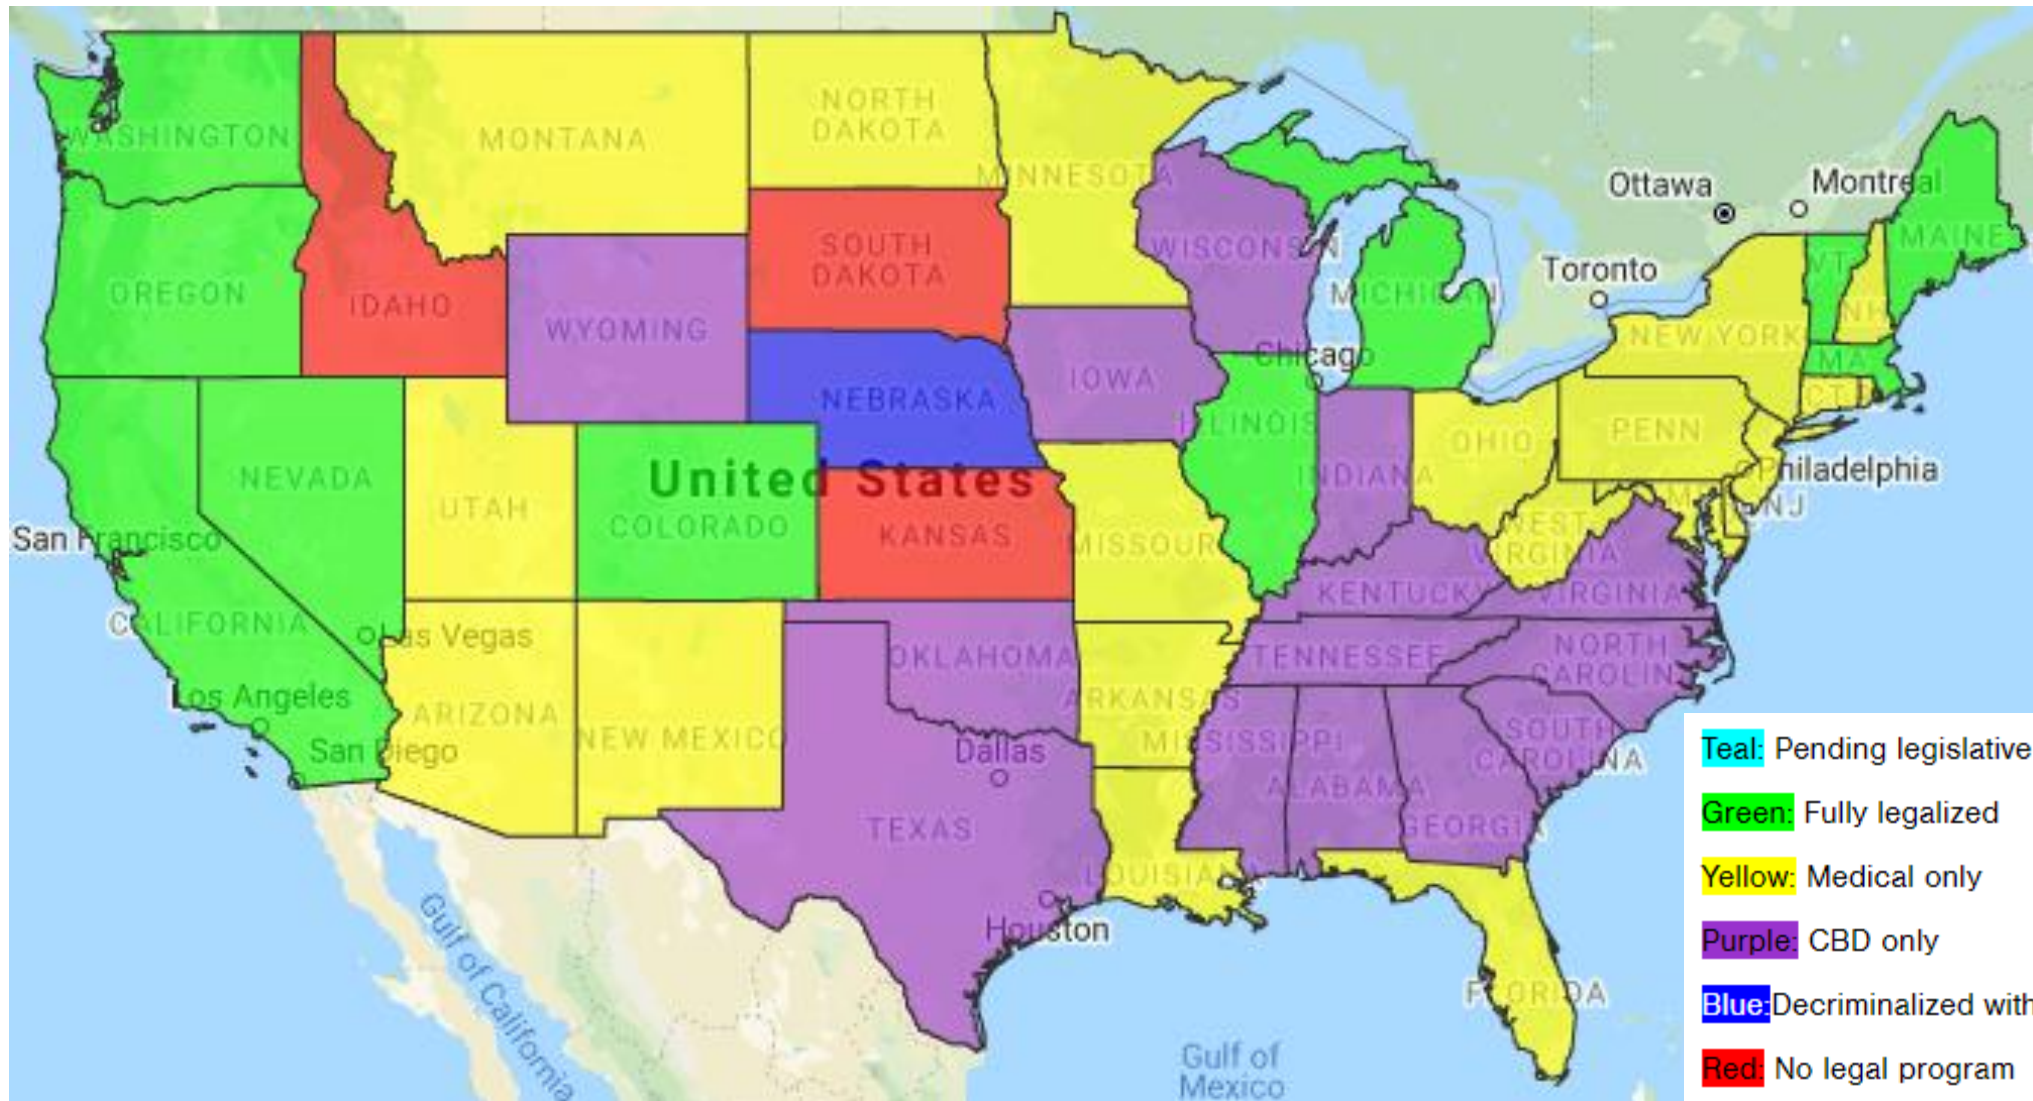 WASHINGTON
MONTANA
NORTH
DAKOTA
MINNESOTA
Ottawa
Montreal
MAINE
OREGON
IDAHO
WYOMING
SOUTH
DAKOTA
WISCONSIN
MICHIGAN
Toronto
VT
NH
NEW YORK
MA
CT
NEBRASKA
IOWA
Chicago
ILLINOIS
INDIANA
OHIO
PENN
Philadelphia
NJ
NEVADA
UTAH
United States
COLORADO
KANSAS
MISSOURI
WEST
VIRGINIA
San Francisco
CALIFORNIA
Las Vegas
KENTUCKY
VIRGINIA
Los Angeles
San Diego
ARIZONA
NEW MEXICO
OKLAHOMA
ARKANSAS
TENNESSEE
NORTH
CAROLINA
SOUTH
CAROLINA
Dallas
MISSISSIPPI
ALABAMA
GEORGIA
TEXAS
LOUISIANA
Houston
FLORIDA
Gulf of California
Gulf of
Mexico
Teal: Pending legislative
Green: Fully legalized
Yellow: Medical only
Purple: CBD only
Blue:Decriminalized with
Red: No legal program